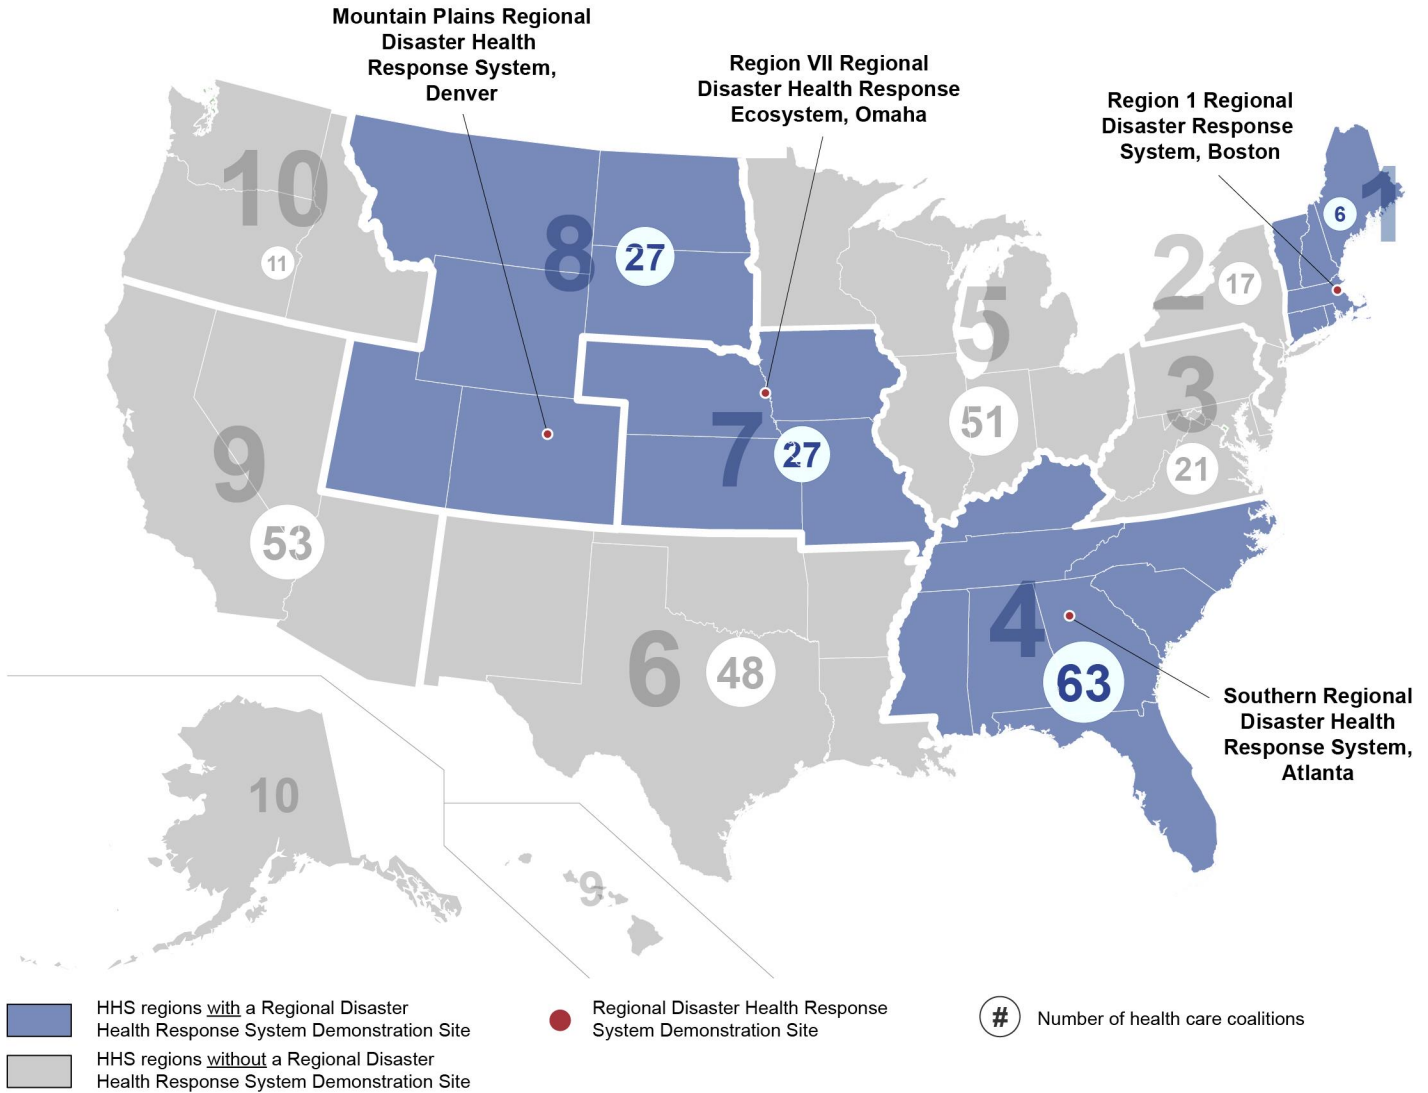 Mountain Plains Regional
Disaster Health
Response System,
Denver
Region VII Regional
Disaster Health Response
Ecosystem, Omaha
Region 1 Regional
Disaster Response
System, Boston
10
11
8
27
5
51
2
17
1
6
3
21
9
53
7
27
6
48
4
63
Southern Regional
Disaster Health
Response System,
Atlanta
10
9
HHS regions with a Regional Disaster
Health Response System Demonstration Site
HHS regions without a Regional Disaster
Health Response System Demonstration Site
Regional Disaster Health Response
System Demonstration Site
#
Number of health care coalitions